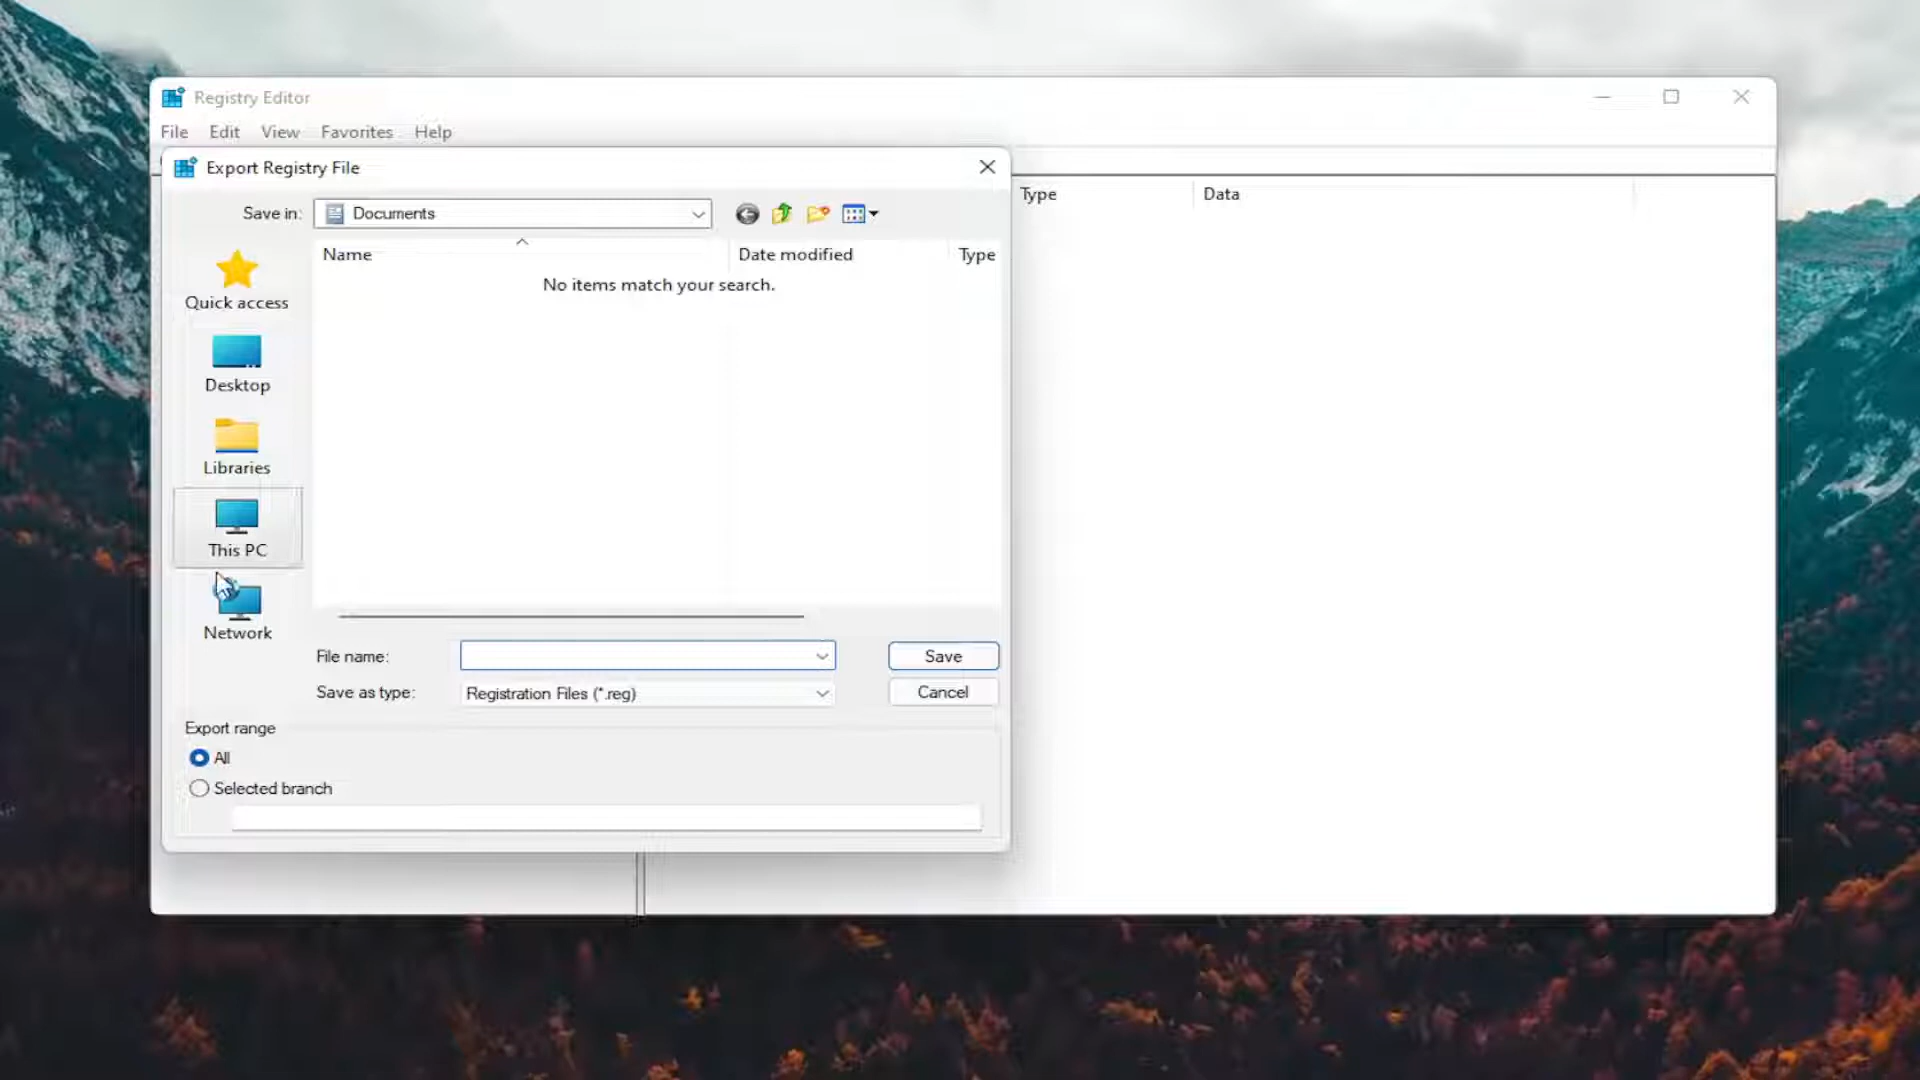 Registry Editor
File Edit View Favorites Help
Export Registry File
Save in: Documents
Type Data
Name Date modified Type
No items match your search.
Quick access
Desktop
Libraries
This PC
Network
File name: Save
Save as type: Registration Files (*.reg) Cancel
Export range
All
Selected branch